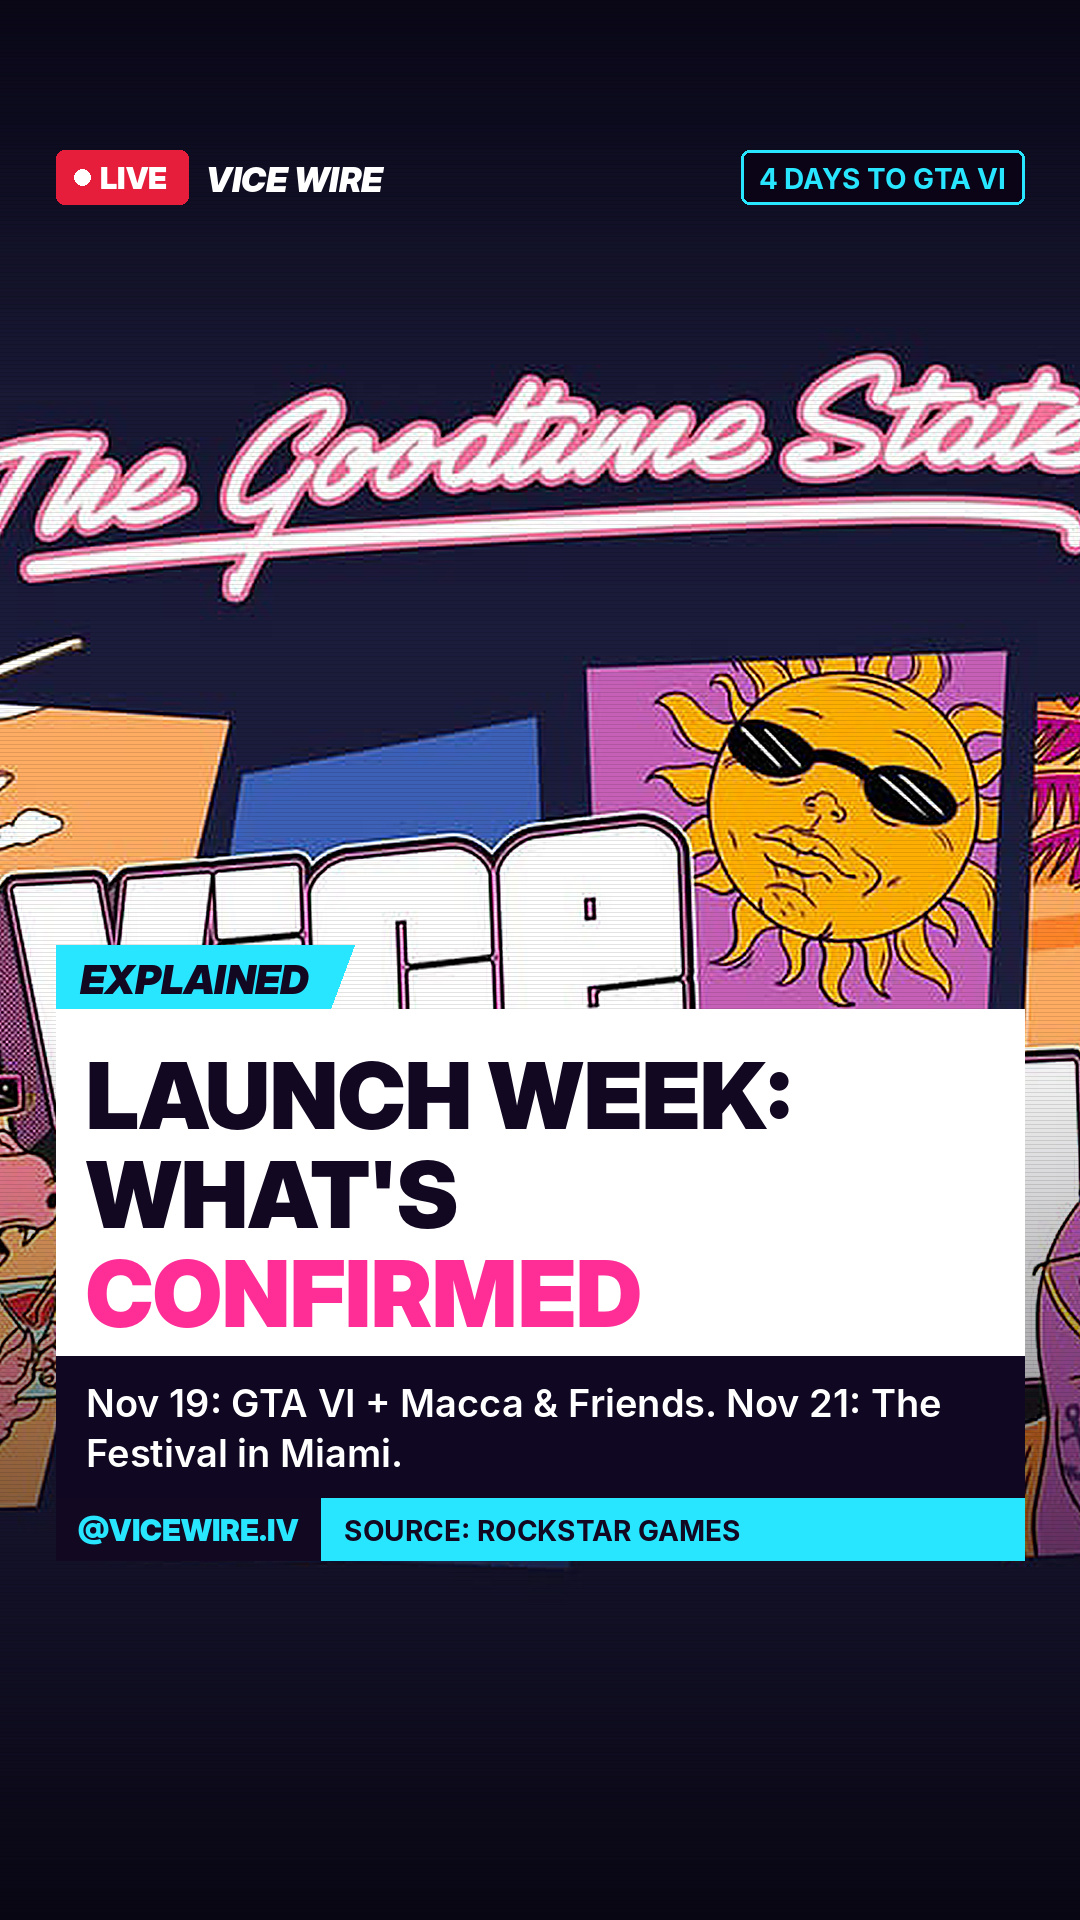 LIVE VICE WIRE
4 DAYS TO GTA VI
The Goodtime State
Vice
EXPLAINED
LAUNCH WEEK:
WHAT'S
CONFIRMED
Nov 19: GTA VI + Macca & Friends. Nov 21: The
Festival in Miami.
@VICEWIRE.IV
SOURCE: ROCKSTAR GAMES